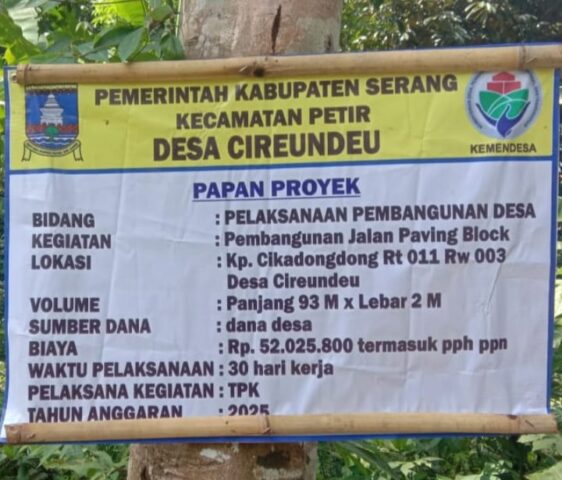 PEMERINTAH KABUPATEN SERANG
KECAMATAN PETIR
DESA CIREUNDEU
KEMENDESA
PAPAN PROYEK
BIDANG : PELAKSANAAN PEMBANGUNAN DESA
KEGIATAN : Pembangunan Jalan Paving Block
LOKASI : Kp. Cikadongdong Rt 011 Rw 003
Desa Cireundeu
VOLUME : Panjang 93 M x Lebar 2 M
SUMBER DANA : dana desa
BIAYA : Rp. 52.025.800 termasuk pph ppn
WAKTU PELAKSANAAN : 30 hari kerja
PELAKSANA KEGIATAN : TPK
TAHUN ANGGARAN : 2025